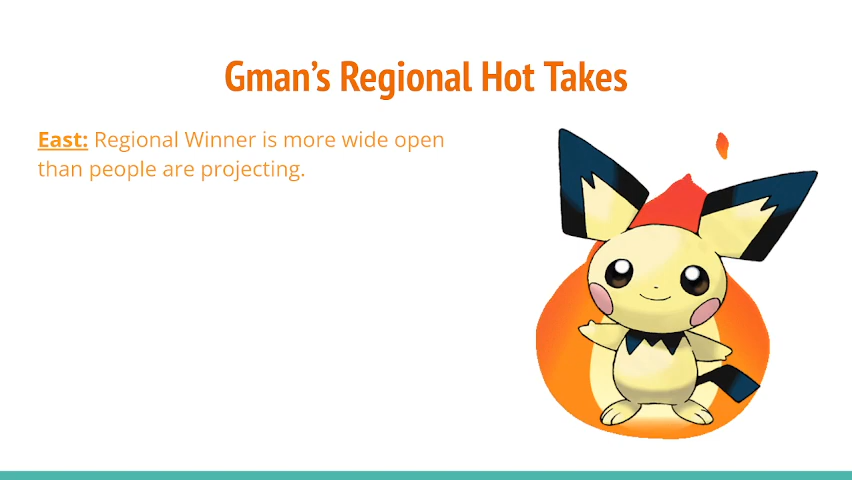 Gman’s Regional Hot Takes
East: Regional Winner is more wide open
than people are projecting.